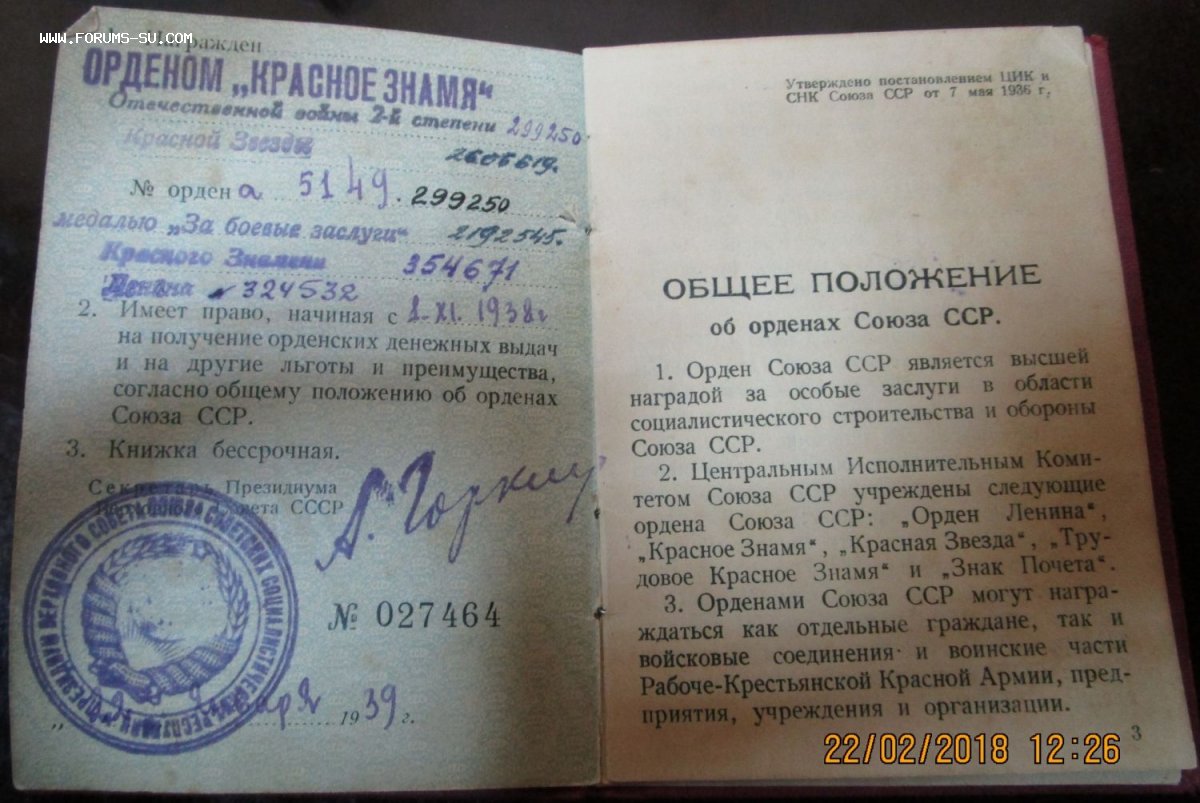 www.forums-su.com
Награжден
ОРДЕНОМ „КРАСНОЕ ЗНАМЯ“
Отечественной войны 2-й степени 299250
Красной Звезды
№ орден а 5149. 299250
медалью „За боевые заслуги“ 2192545.
Красного Знамени 354671
Ленина № 324532
2. Имеет право, начиная с 1.XI. 1938г
на получение орденских денежных выдач
и на другие льготы и преимущества,
согласно общему положению об орденах
Союза ССР.
3. Книжка бессрочная.
Секретарь Президиума
Верховного Совета СССР
А. Горкин
№ 027464
1939 г.
Утверждено постановлением ЦИК и
СНК Союза ССР от 7 мая 1936 г.
ОБЩЕЕ ПОЛОЖЕНИЕ
об орденах Союза ССР.
1. Орден Союза ССР является высшей
наградой за особые заслуги в области
социалистического строительства и обороны
Союза ССР.
2. Центральным Исполнительным Коми-
тетом Союза ССР учреждены следующие
ордена Союза ССР: „Орден Ленина“,
„Красное Знамя“, „Красная Звезда“, „Тру-
довое Красное Знамя“ и „Знак Почета“.
3. Орденами Союза ССР могут награ-
ждаться как отдельные граждане, так и
войсковые соединения и воинские части
Рабоче-Крестьянской Красной Армии, пред-
приятия, учреждения и организации.
3
22/02/2018 12:26